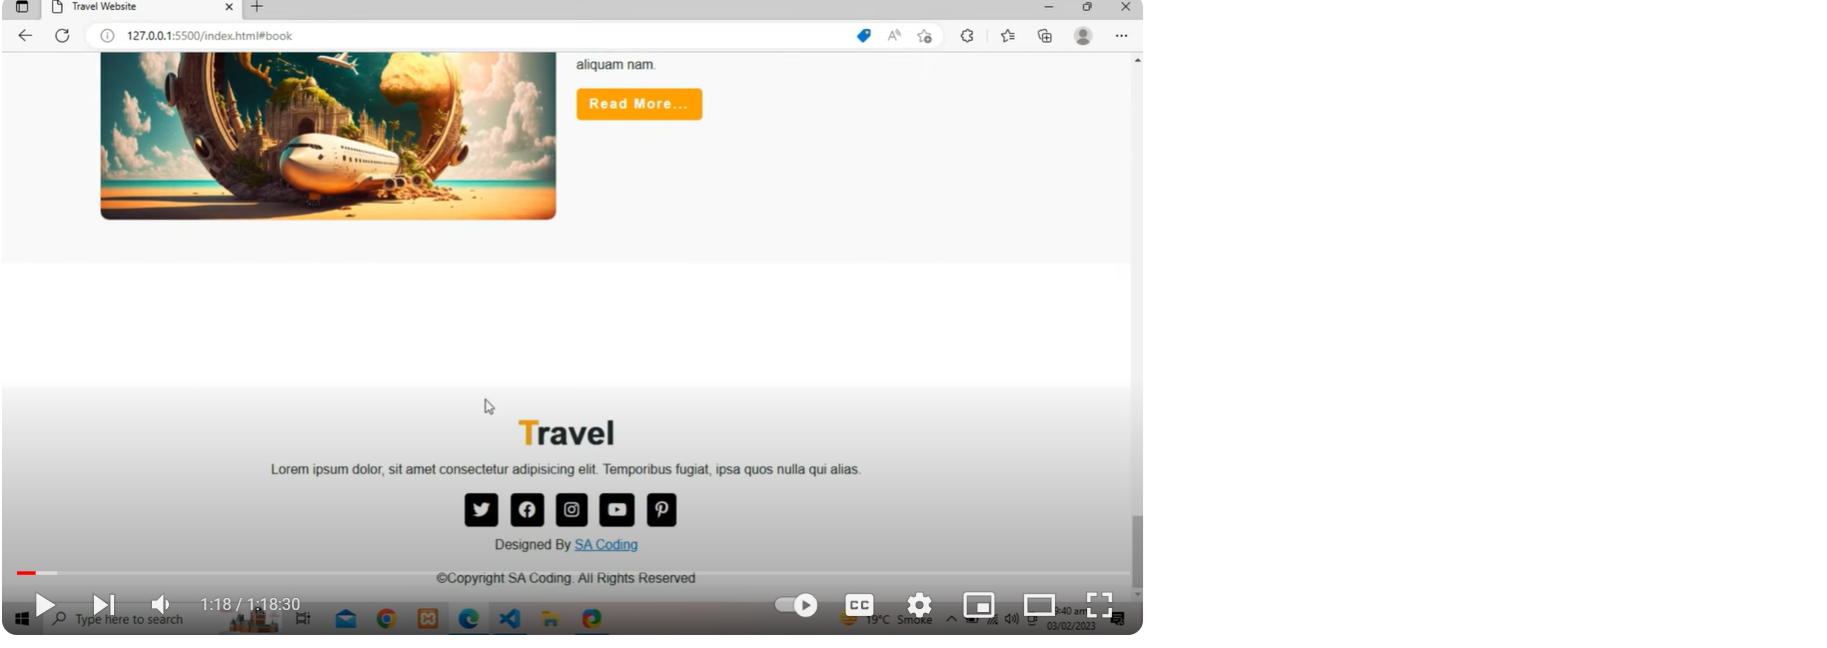 Travel Website
127.0.0.1:5500/index.html#book
aliquam nam.
Read More...
Travel
Lorem ipsum dolor, sit amet consectetur adipisicing elit. Temporibus fugiat, ipsa quos nulla qui alias.
Designed By SA Coding
©Copyright SA Coding. All Rights Reserved
1:18 / 1:18:30
CC
Type here to search
19°C Smoke
9:40 am
03/02/2023